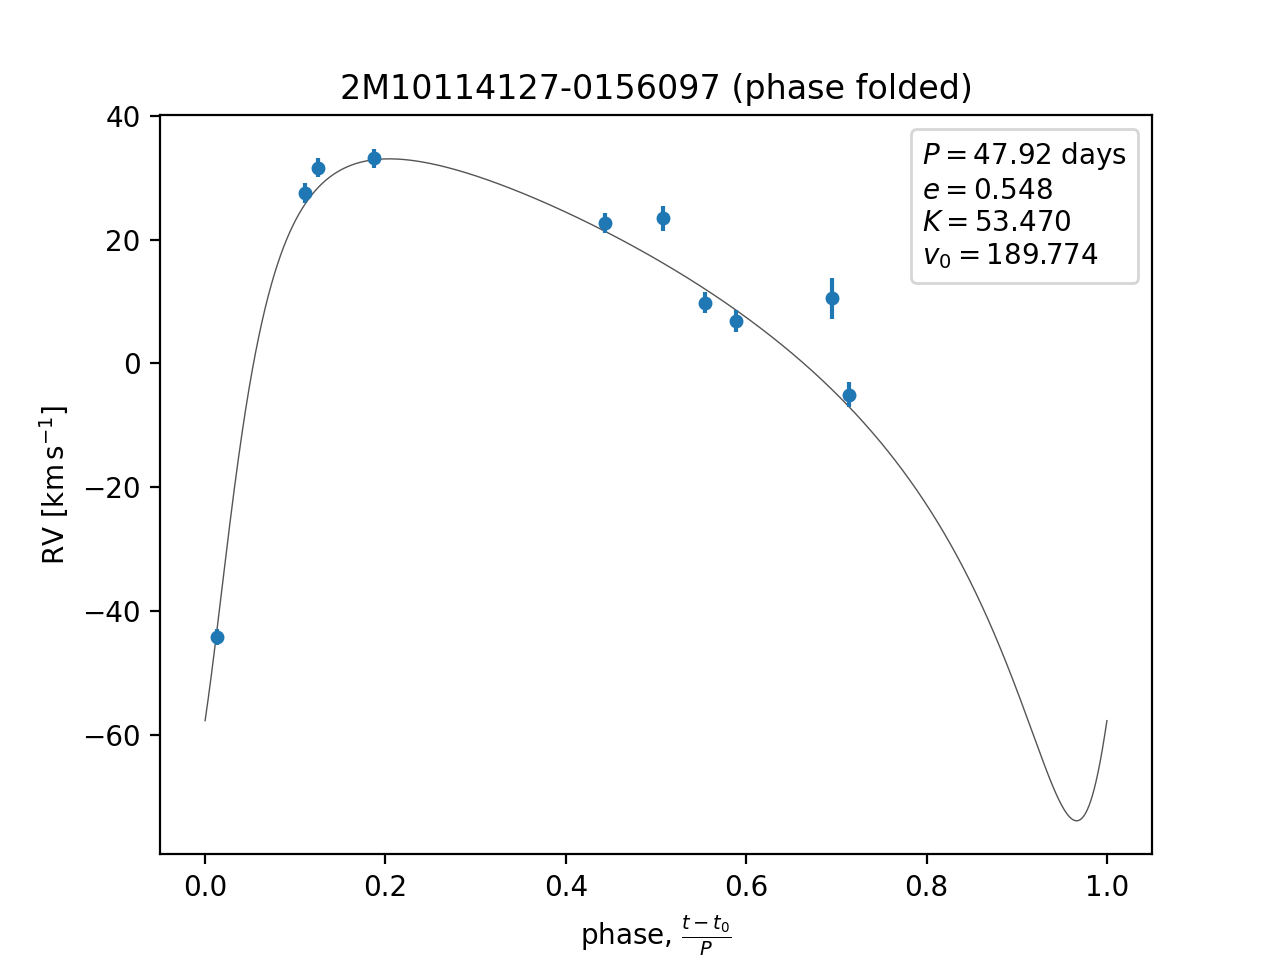 2M10114127-0156097 (phase folded)
P = 47.92 days
e = 0.548
K = 53.470
v₀ = 189.774
40
20
0
−20
−40
−60
RV [km s⁻¹]
0.0 0.2 0.4 0.6 0.8 1.0
phase, (t − t₀)/P